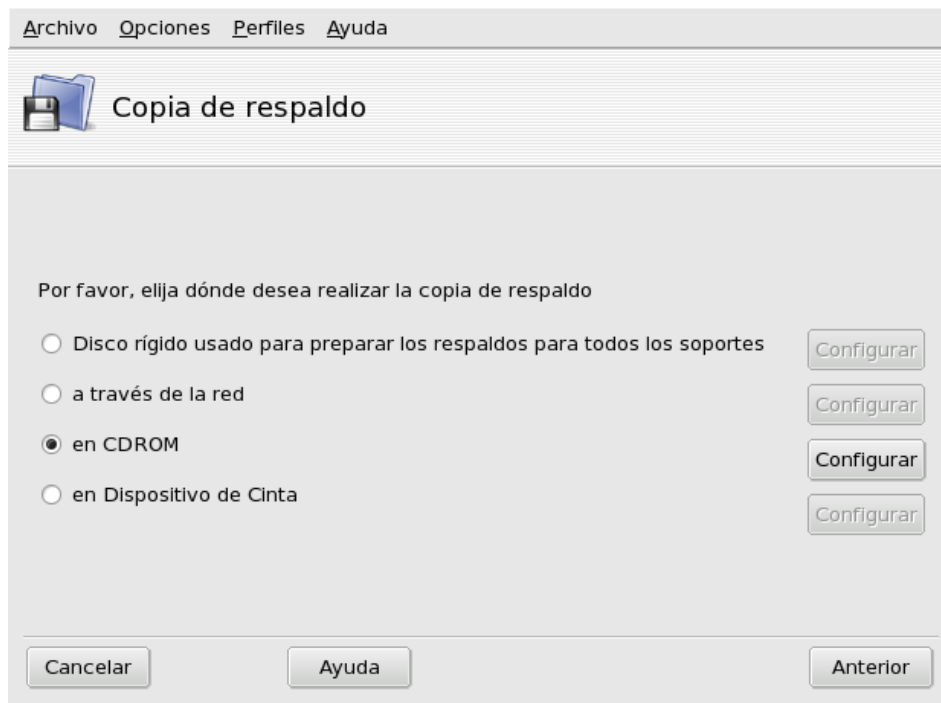 Archivo Opciones Perfiles Ayuda
Copia de respaldo
Por favor, elija dónde desea realizar la copia de respaldo
Disco rígido usado para preparar los respaldos para todos los soportes Configurar
a través de la red Configurar
en CDROM Configurar
en Dispositivo de Cinta Configurar
Cancelar Ayuda Anterior